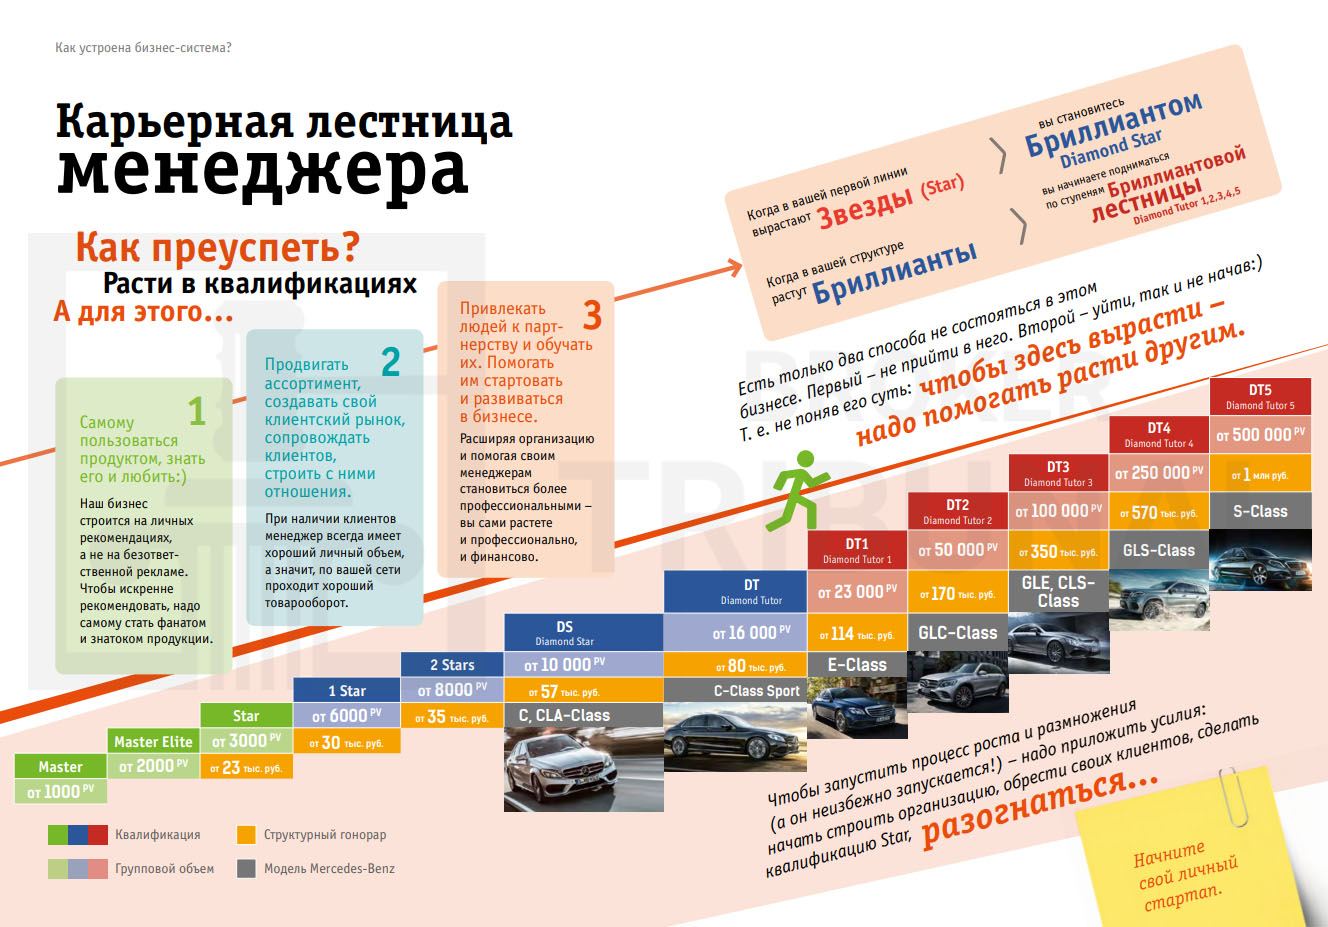 Как устроена бизнес-система?
Карьерная лестница
менеджера
Как преуспеть?
Расти в квалификациях
А для этого...
1
Самому
пользоваться
продуктом, знать
его и любить:)
Наш бизнес
строится на личных
рекомендациях,
а не на безответ-
ственной рекламе.
Чтобы искренне
рекомендовать, надо
самому стать фанатом
и знатоком продукции.
2
Продвигать
ассортимент,
создавать свой
клиентский рынок,
сопровождать
клиентов,
строить с ними
отношения.
При наличии клиентов
менеджер всегда имеет
хороший личный объем,
а значит, по вашей сети
проходит хороший
товарооборот.
3
Привлекать
людей к парт-
нерству и обучать
их. Помогать
им стартовать
и развиваться
в бизнесе.
Расширяя организацию
и помогая своим
менеджерам
становиться более
профессиональными –
вы сами растете
и профессионально,
и финансово.
Когда в вашей первой линии
вырастают Звезды (Star)
вы становитесь
Бриллиантом
Diamond Star
Когда в вашей структуре
растут Бриллианты
вы начинаете подниматься
по ступеням Бриллиантовой
лестницы
Diamond Tutor 1,2,3,4,5
Есть только два способа не состояться в этом
бизнесе. Первый – не прийти в него. Второй – уйти, так и не начав:)
Т. е. не поняв его суть: чтобы здесь вырасти –
надо помогать расти другим.
BROKER
TRIBUNAL
Master
от 1000 PV
Master Elite
от 2000 PV
Star
от 3000 PV
от 23 тыс. руб.
1 Star
от 6000 PV
от 30 тыс. руб.
2 Stars
от 8000 PV
от 35 тыс. руб.
DS
Diamond Star
от 10 000 PV
от 57 тыс. руб.
C, CLA-Class
DT
Diamond Tutor
от 16 000 PV
от 80 тыс. руб.
C-Class Sport
DT1
Diamond Tutor 1
от 23 000 PV
от 114 тыс. руб.
E-Class
DT2
Diamond Tutor 2
от 50 000 PV
от 170 тыс. руб.
GLC-Class
DT3
Diamond Tutor 3
от 100 000 PV
от 350 тыс. руб.
GLE, CLS-
Class
DT4
Diamond Tutor 4
от 250 000 PV
от 570 тыс. руб.
GLS-Class
DT5
Diamond Tutor 5
от 500 000 PV
от 1 млн руб.
S-Class
Квалификация
Структурный гонорар
Групповой объем
Модель Mercedes-Benz
Чтобы запустить процесс роста и размножения
(а он неизбежно запускается!) – надо приложить усилия:
начать строить организацию, обрести своих клиентов, сделать
квалификацию Star, разогнаться...
Начните
свой личный
стартап.